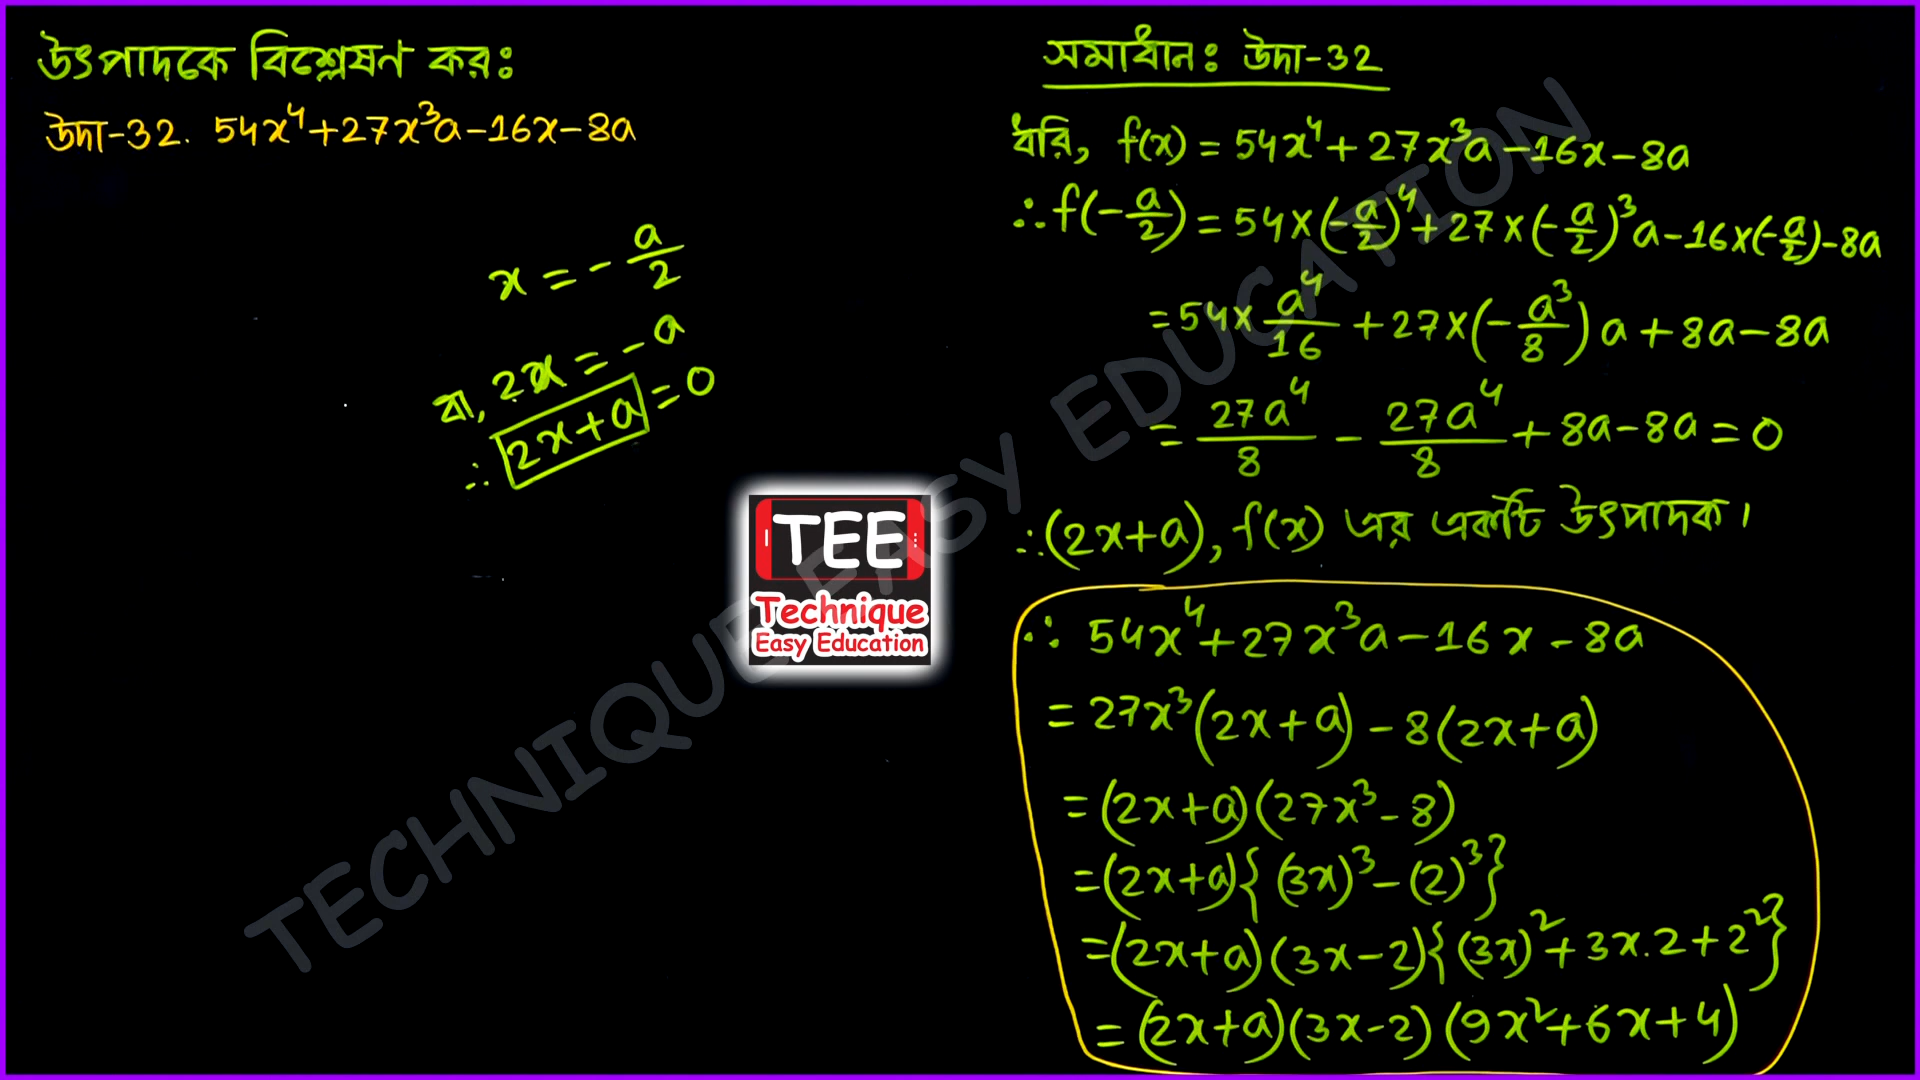 উৎপাদকে বিশ্লেষণ করঃ
উদা-32. 54x⁴+27x³a-16x-8a
x = -a/2
বা, 2x = -a
∴ 2x+a = 0
সমাধানঃ উদা-32
ধরি, f(x) = 54x⁴+27x³a-16x-8a
∴ f(-a/2) = 54×(-a/2)⁴+27×(-a/2)³a-16×(-a/2)-8a
= 54×a⁴/16+27×(-a³/8)a+8a-8a
= 27a⁴/8 - 27a⁴/8 + 8a-8a = 0
∴ (2x+a), f(x) এর একটি উৎপাদক।
∴ 54x⁴+27x³a-16x-8a
= 27x³(2x+a)-8(2x+a)
= (2x+a)(27x³-8)
= (2x+a){(3x)³-(2)³}
= (2x+a)(3x-2){(3x)²+3x.2+2²}
= (2x+a)(3x-2)(9x²+6x+4)
TEE
Technique
Easy Education
TECHNIQUE EASY EDUCATION